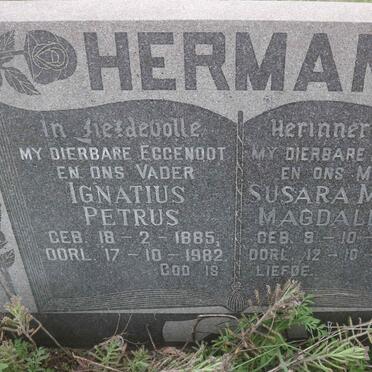 HERMAN
In Liefdevolle Herinner
MY DIERBARE EGGENOOT
EN ONS VADER
IGNATIUS
PETRUS
GEB. 18-2-1885,
OORL. 17-10-1982
GOD IS
MY DIERBARE
EN ONS M
SUSARA M
MAGDAL
GEB. 9-10-
OORL. 12-10
LIEFDE.